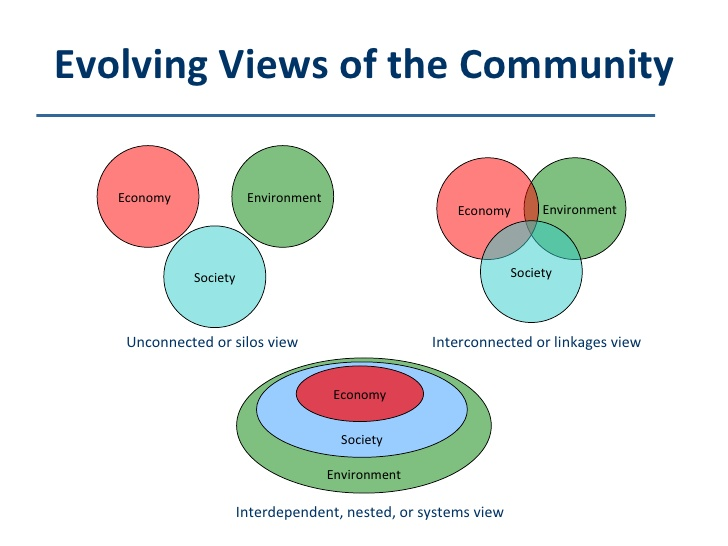 Evolving Views of the Community
Economy
Environment
Society
Unconnected or silos view
Economy
Environment
Society
Interconnected or linkages view
Economy
Society
Environment
Interdependent, nested, or systems view